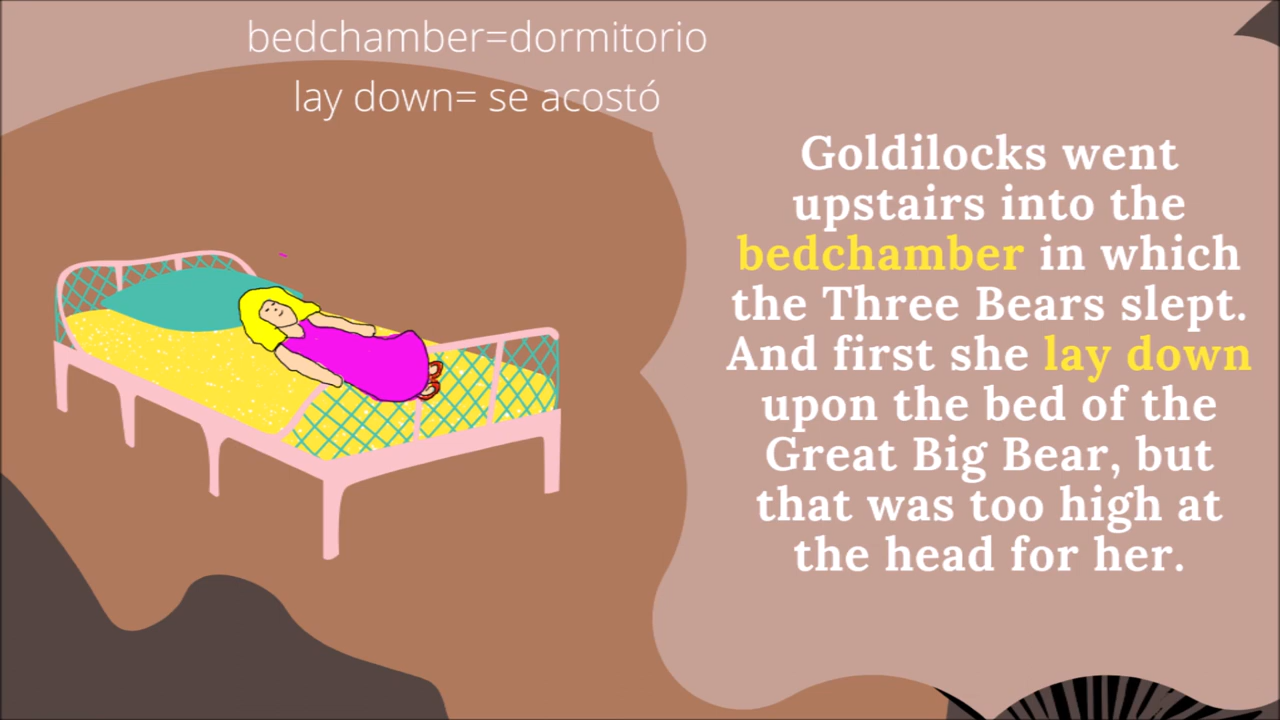 bedchamber=dormitorio
lay down= se acostó
Goldilocks went
upstairs into the
bedchamber in which
the Three Bears slept.
And first she lay down
upon the bed of the
Great Big Bear, but
that was too high at
the head for her.